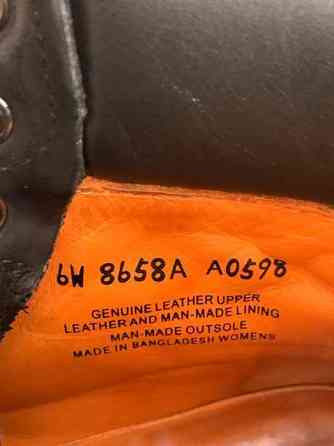 6W 8658A A0598
GENUINE LEATHER UPPER
LEATHER AND MAN-MADE LINING
MAN-MADE OUTSOLE
MADE IN BANGLADESH WOMENS